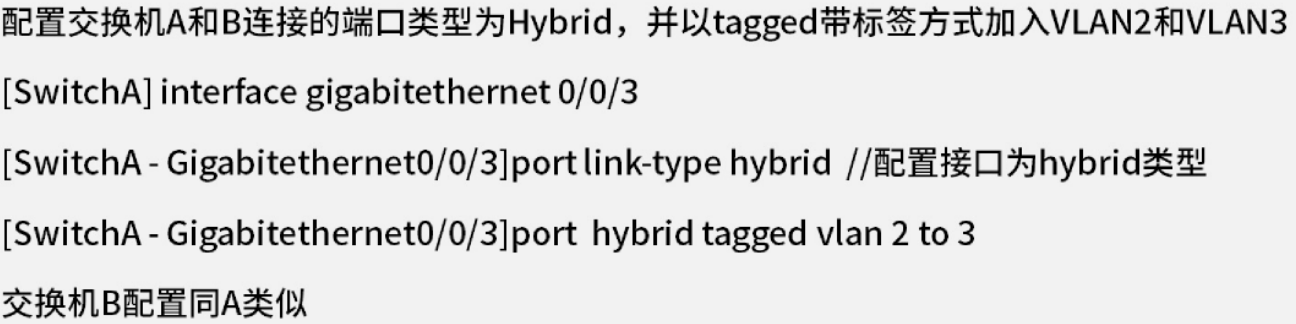 配置交换机A和B连接的端口类型为Hybrid，并以tagged带标签方式加入VLAN2和VLAN3
[SwitchA] interface gigabitethernet 0/0/3
[SwitchA - Gigabitethernet0/0/3]port link-type hybrid //配置接口为hybrid类型
[SwitchA - Gigabitethernet0/0/3]port hybrid tagged vlan 2 to 3
交换机B配置同A类似